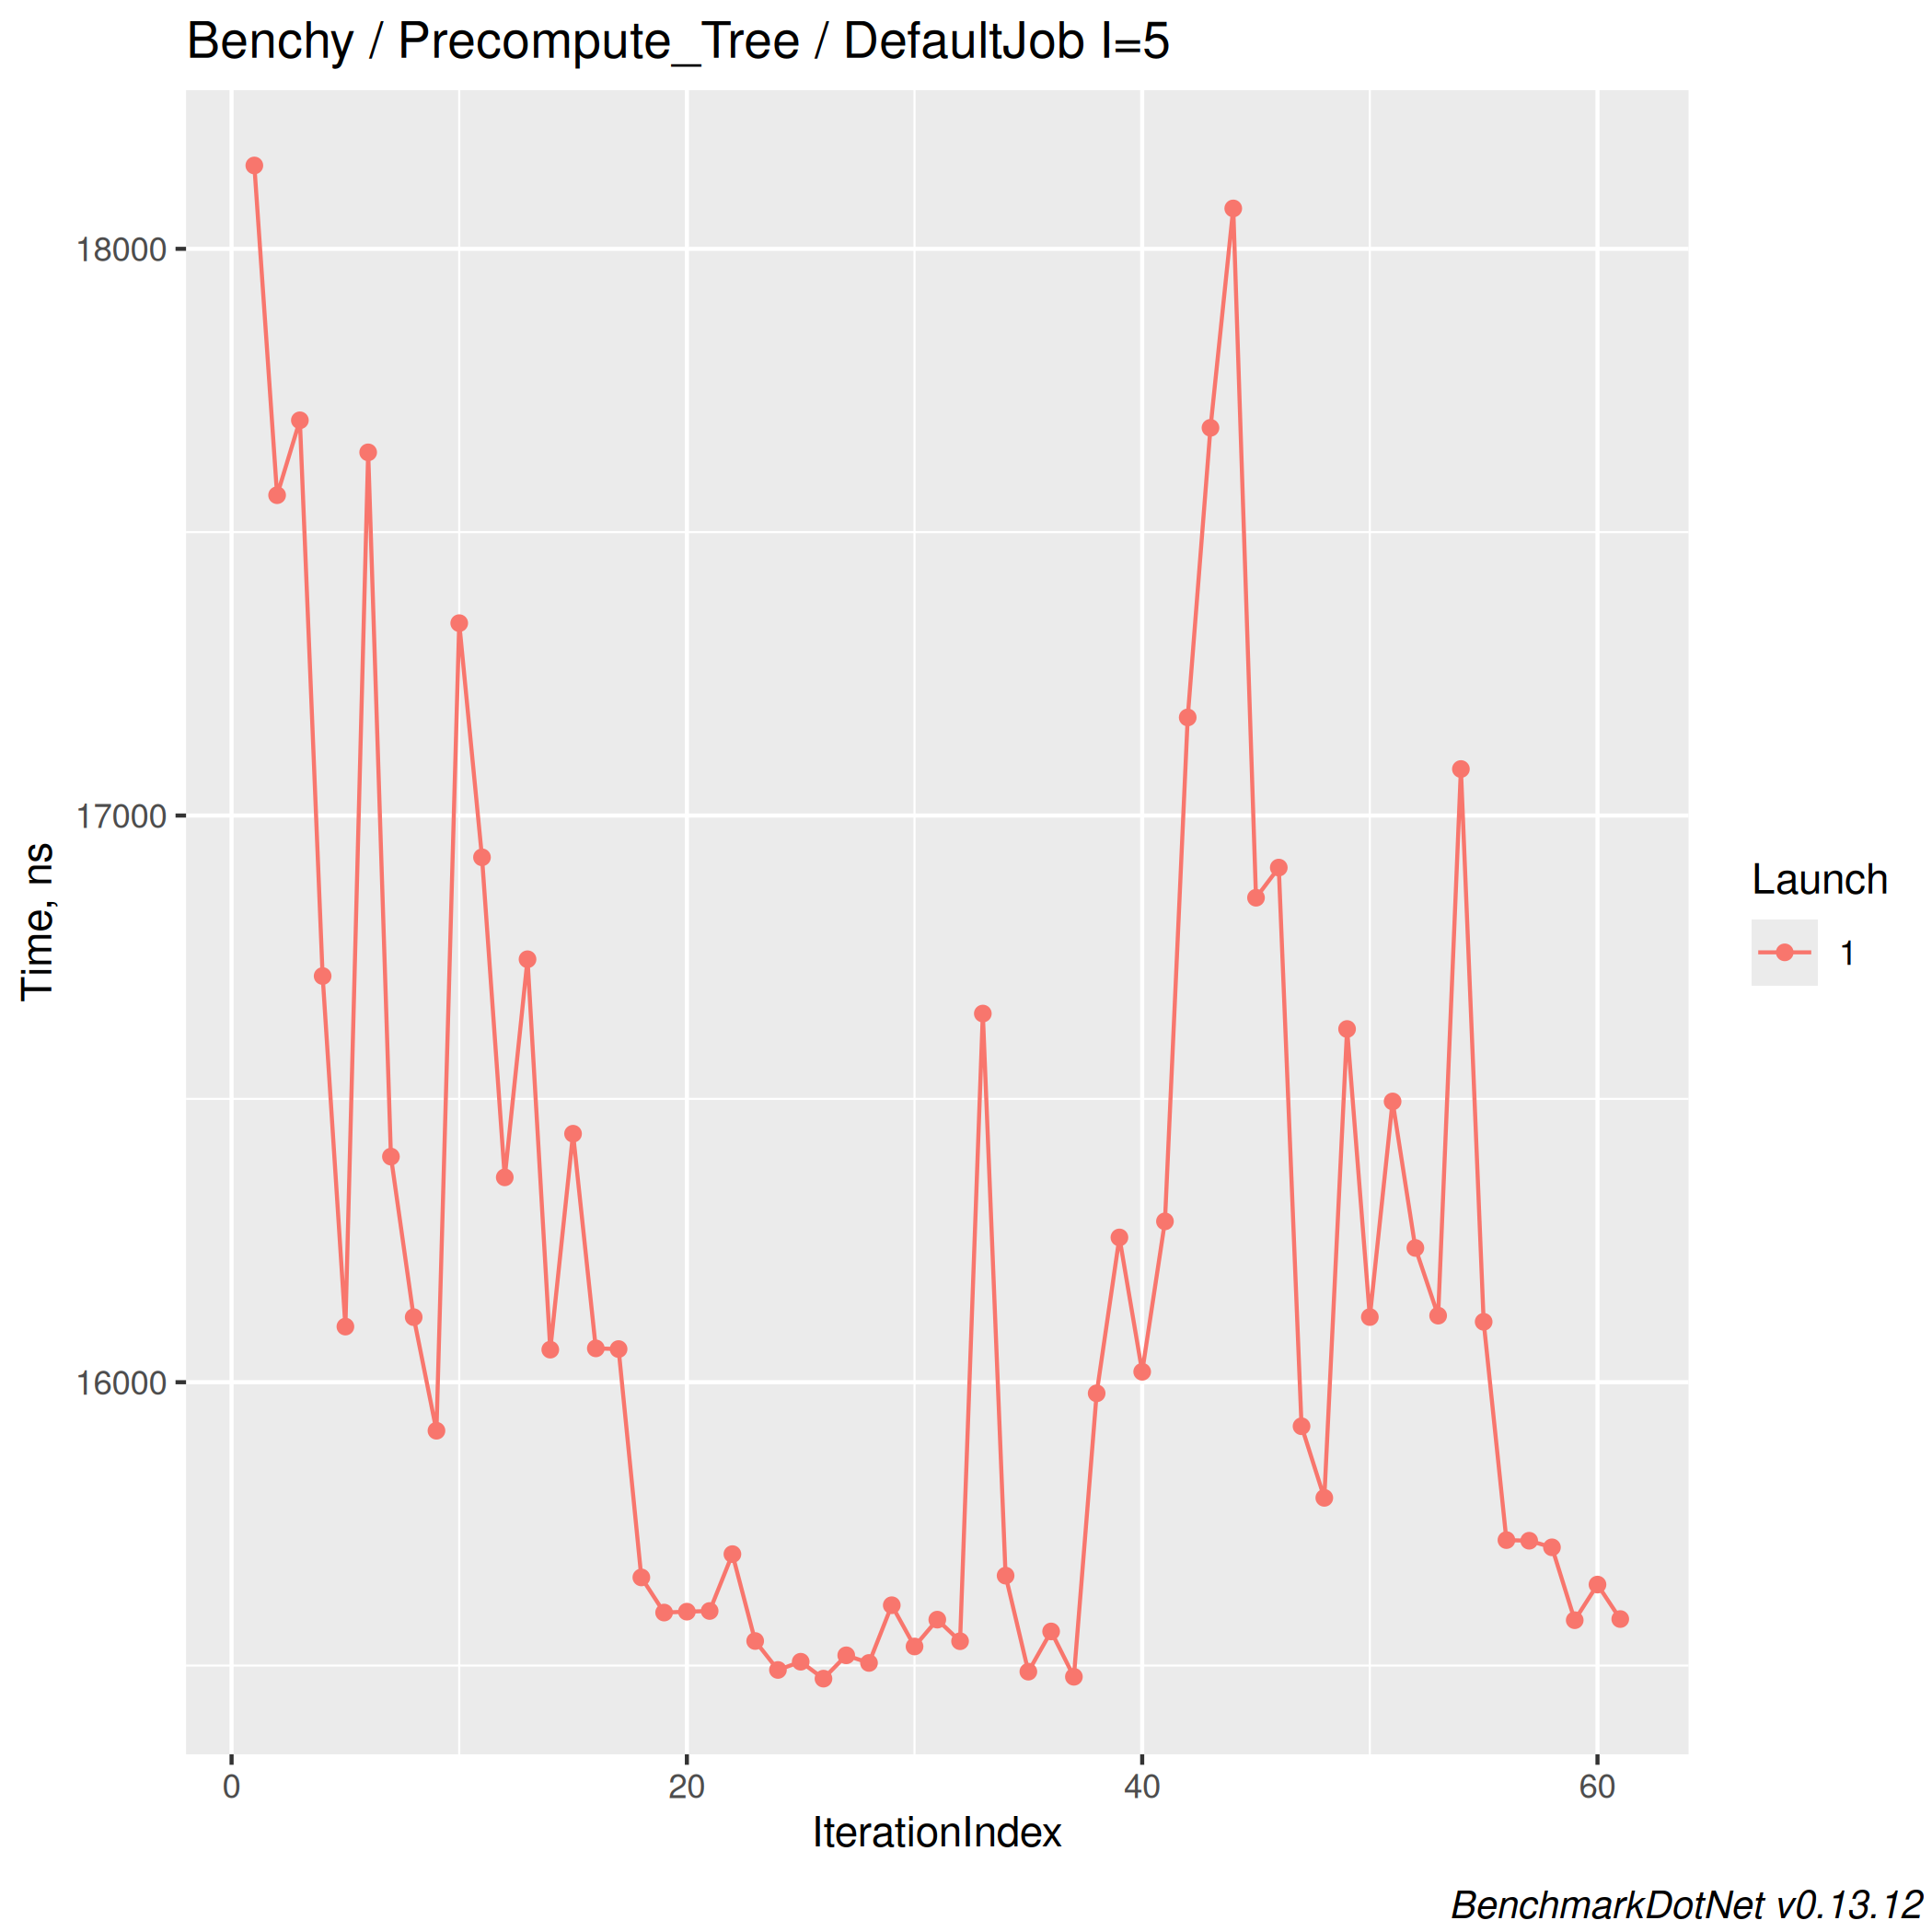 Benchy / Precompute_Tree / DefaultJob I=5
18000
17000
16000
Time, ns
0 20 40 60
IterationIndex
Launch
1
BenchmarkDotNet v0.13.12